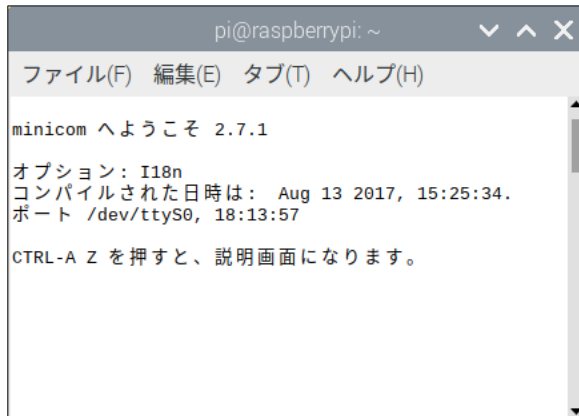 pi@raspberrypi: ~
ファイル(F) 編集(E) タブ(T) ヘルプ(H)
minicom へようこそ 2.7.1
オプション: I18n
コンパイルされた日時は: Aug 13 2017, 15:25:34.
ポート /dev/ttyS0, 18:13:57
CTRL-A Z を押すと、説明画面になります。